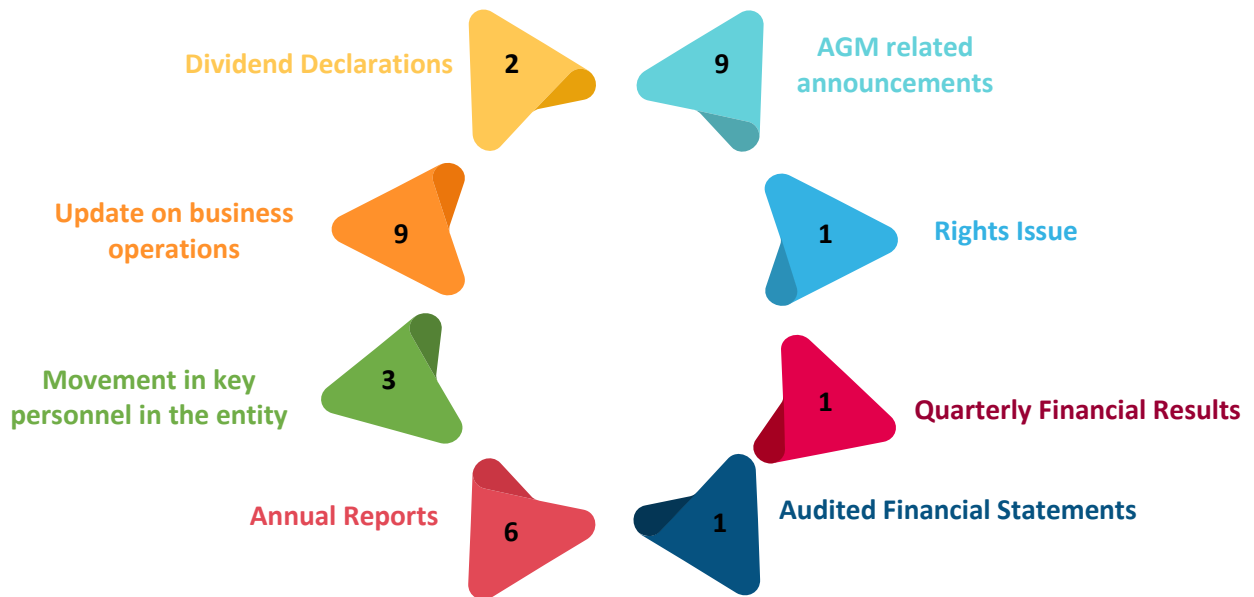 Dividend Declarations
2
9
AGM related
announcements
Update on business
operations
9
1
Rights Issue
Movement in key
personnel in the entity
3
1
Quarterly Financial Results
Annual Reports
6
1
Audited Financial Statements